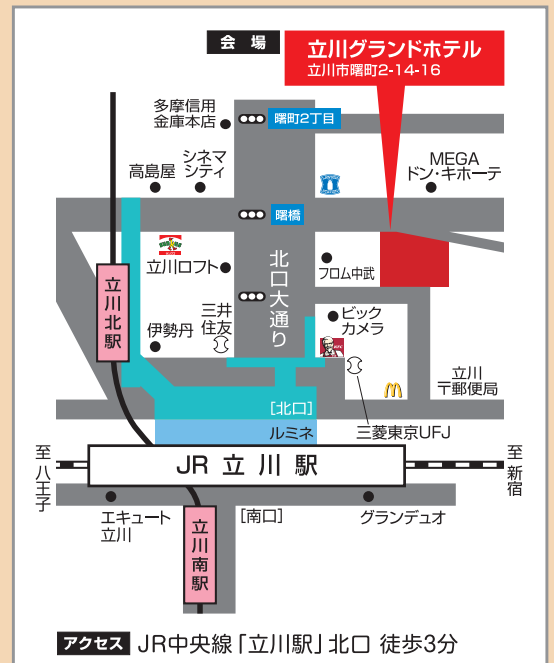 会場
立川グランドホテル
立川市曙町2-14-16
多摩信用
金庫本店
曙町2丁目
シネマ
シティ
高島屋
MEGA
ドン・キホーテ
曙橋
立川ロフト
フロム中武
北口大通り
立川北駅
三井
住友
伊勢丹
ビック
カメラ
KFC
立川
〒郵便局
[北口]
ルミネ
三菱東京UFJ
至八王子
JR立川駅
至新宿
エキュート
立川
[南口]
グランデュオ
立川南駅
アクセス JR中央線「立川駅」北口 徒歩3分